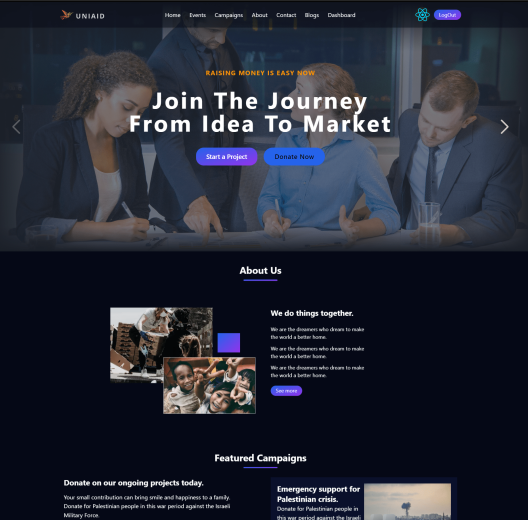 UNIAID
Home Events Campaigns About Contact Blogs Dashboard
LogOut
RAISING MONEY IS EASY NOW
Join The Journey
From Idea To Market
Start a Project
Donate Now
About Us
We do things together.
We are the dreamers who dream to make
the world a better home.
We are the dreamers who dream to make
the world a better home.
We are the dreamers who dream to make
the world a better home.
See more
Featured Campaigns
Donate on our ongoing projects today.
Your small contribution can bring smile and happiness to a family.
Donate for Palestinian people in this war period against the Israeli
Military Force.
Emergency support for
Palestinian crisis.
Donate for Palestinian people in
this war period against the Israeli